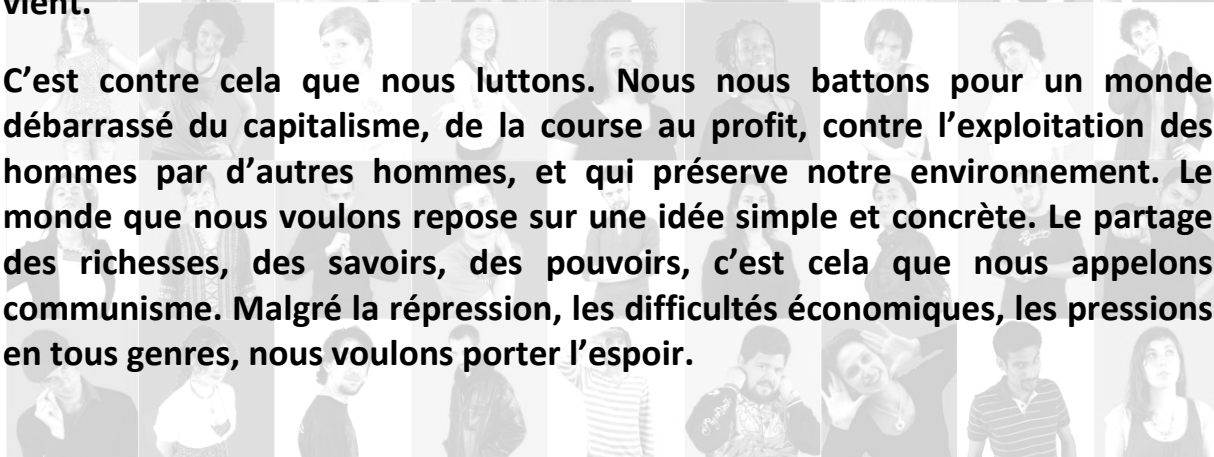 vient.
C’est contre cela que nous luttons. Nous nous battons pour un monde
débarrassé du capitalisme, de la course au profit, contre l’exploitation des
hommes par d’autres hommes, et qui préserve notre environnement. Le
monde que nous voulons repose sur une idée simple et concrète. Le partage
des richesses, des savoirs, des pouvoirs, c’est cela que nous appelons
communisme. Malgré la répression, les difficultés économiques, les pressions
en tous genres, nous voulons porter l’espoir.